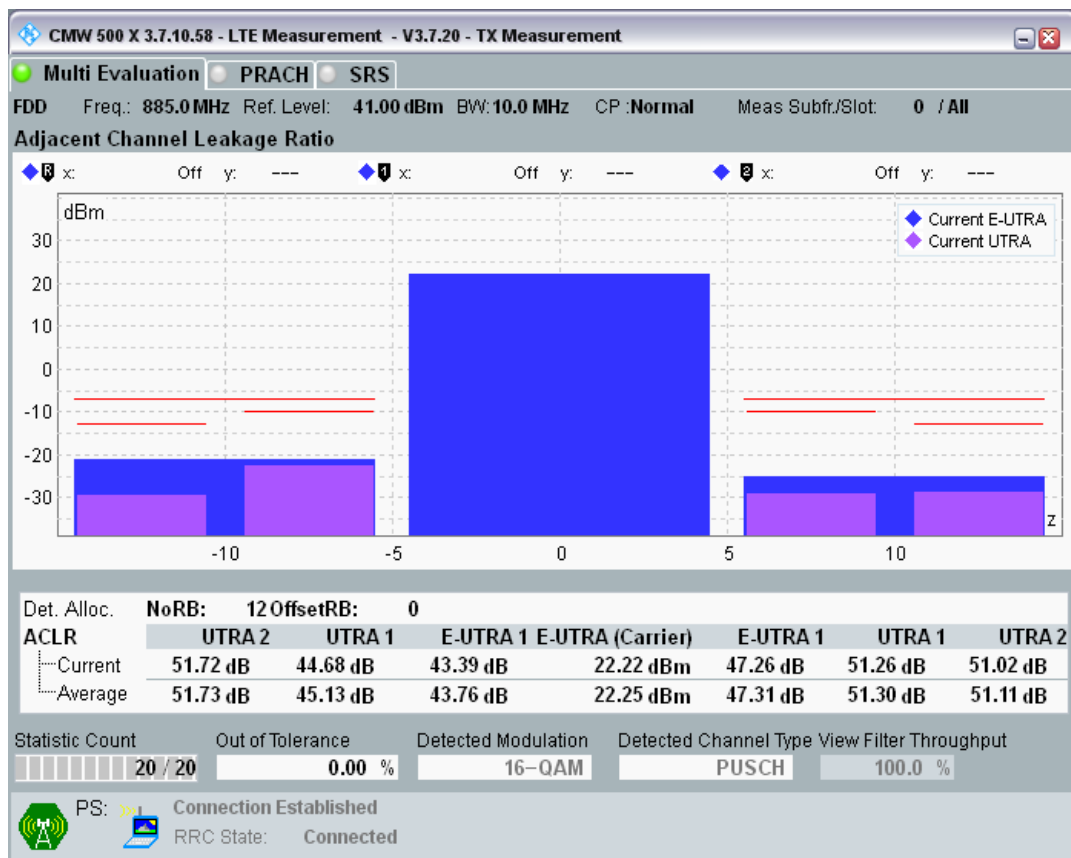 CMW 500 X 3.7.10.58 - LTE Measurement - V3.7.20 - TX Measurement
Multi Evaluation PRACH SRS
FDD Freq.: 885.0 MHz Ref. Level: 41.00 dBm BW: 10.0 MHz CP :Normal Meas Subfr./Slot: 0 / All
Adjacent Channel Leakage Ratio
R x: Off y: --- 1 x: Off y: --- 2 x: Off y: ---
dBm
Current E-UTRA
Current UTRA
30
20
10
0
-10
-20
-30
z
-10 -5 0 5 10
Det. Alloc. NoRB: 12 OffsetRB: 0
ACLR UTRA 2 UTRA 1 E-UTRA 1 E-UTRA (Carrier) E-UTRA 1 UTRA 1 UTRA 2
Current 51.72 dB 44.68 dB 43.39 dB 22.22 dBm 47.26 dB 51.26 dB 51.02 dB
Average 51.73 dB 45.13 dB 43.76 dB 22.25 dBm 47.31 dB 51.30 dB 51.11 dB
Statistic Count Out of Tolerance Detected Modulation Detected Channel Type View Filter Throughput
20 / 20 0.00 % 16-QAM PUSCH 100.0 %
PS: Connection Established
RRC State: Connected